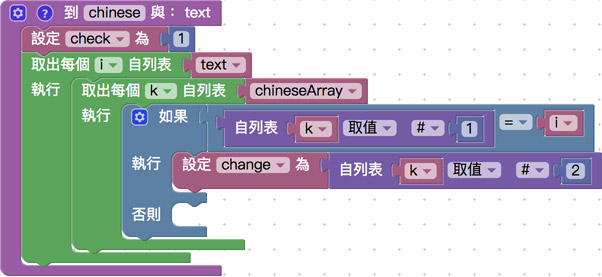 ? 到 chinese 與： text
設定 check 為 1
取出每個 i 自列表 text
執行 取出每個 k 自列表 chineseArray
執行 如果 自列表 k 取值 # 1 = i
執行 設定 change 為 自列表 k 取值 # 2
否則